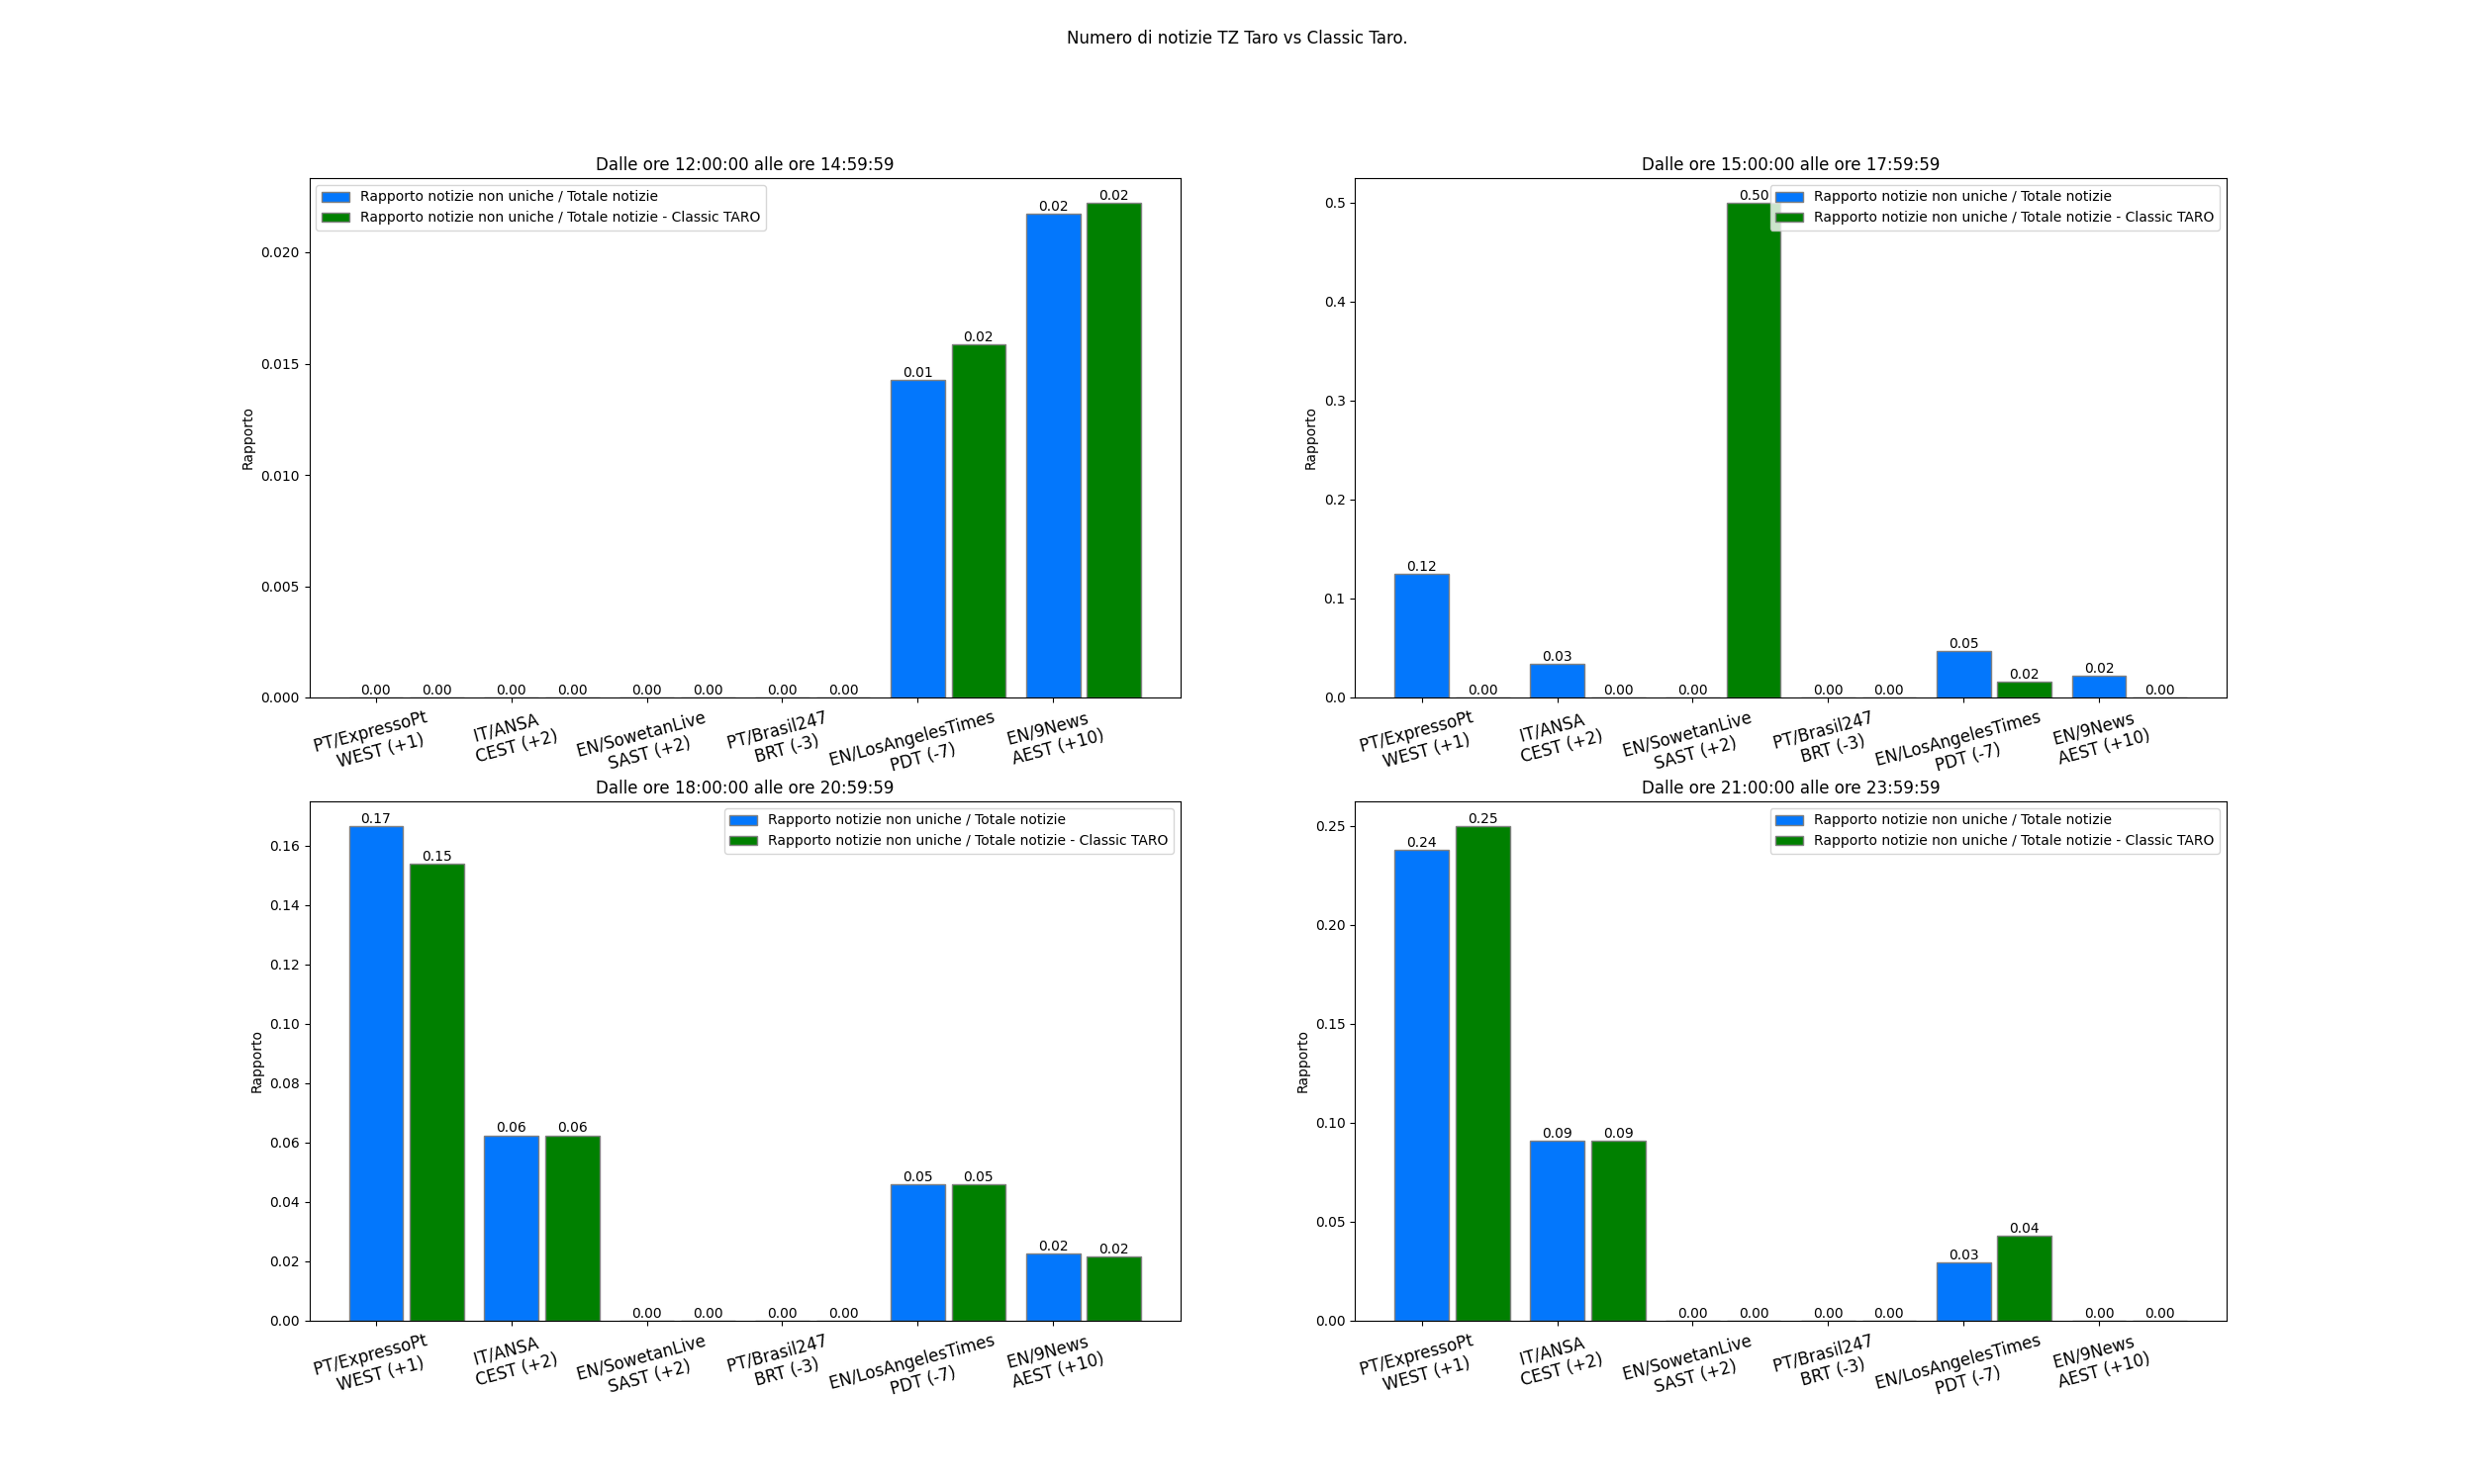 Numero di notizie TZ Taro vs Classic Taro.
Dalle ore 12:00:00 alle ore 14:59:59
Rapporto notizie non uniche / Totale notizie
Rapporto notizie non uniche / Totale notizie - Classic TARO
Rapporto
0.020
0.015
0.010
0.005
0.000
0.00
0.00
0.00
0.00
0.00
0.00
0.00
0.00
0.01
0.02
0.02
0.02
PT/ExpressoPt
WEST (+1)
IT/ANSA
CEST (+2)
EN/SowetanLive
SAST (+2)
PT/Brasil247
BRT (-3)
EN/LosAngelesTimes
PDT (-7)
EN/9News
AEST (+10)
Dalle ore 15:00:00 alle ore 17:59:59
Rapporto notizie non uniche / Totale notizie
Rapporto notizie non uniche / Totale notizie - Classic TARO
Rapporto
0.5
0.4
0.3
0.2
0.1
0.0
0.12
0.00
0.03
0.00
0.00
0.50
0.00
0.00
0.05
0.02
0.02
0.00
PT/ExpressoPt
WEST (+1)
IT/ANSA
CEST (+2)
EN/SowetanLive
SAST (+2)
PT/Brasil247
BRT (-3)
EN/LosAngelesTimes
PDT (-7)
EN/9News
AEST (+10)
Dalle ore 18:00:00 alle ore 20:59:59
Rapporto notizie non uniche / Totale notizie
Rapporto notizie non uniche / Totale notizie - Classic TARO
Rapporto
0.16
0.14
0.12
0.10
0.08
0.06
0.04
0.02
0.00
0.17
0.15
0.06
0.06
0.00
0.00
0.00
0.00
0.05
0.05
0.02
0.02
PT/ExpressoPt
WEST (+1)
IT/ANSA
CEST (+2)
EN/SowetanLive
SAST (+2)
PT/Brasil247
BRT (-3)
EN/LosAngelesTimes
PDT (-7)
EN/9News
AEST (+10)
Dalle ore 21:00:00 alle ore 23:59:59
Rapporto notizie non uniche / Totale notizie
Rapporto notizie non uniche / Totale notizie - Classic TARO
Rapporto
0.25
0.20
0.15
0.10
0.05
0.00
0.24
0.25
0.09
0.09
0.00
0.00
0.00
0.00
0.03
0.04
0.00
0.00
PT/ExpressoPt
WEST (+1)
IT/ANSA
CEST (+2)
EN/SowetanLive
SAST (+2)
PT/Brasil247
BRT (-3)
EN/LosAngelesTimes
PDT (-7)
EN/9News
AEST (+10)